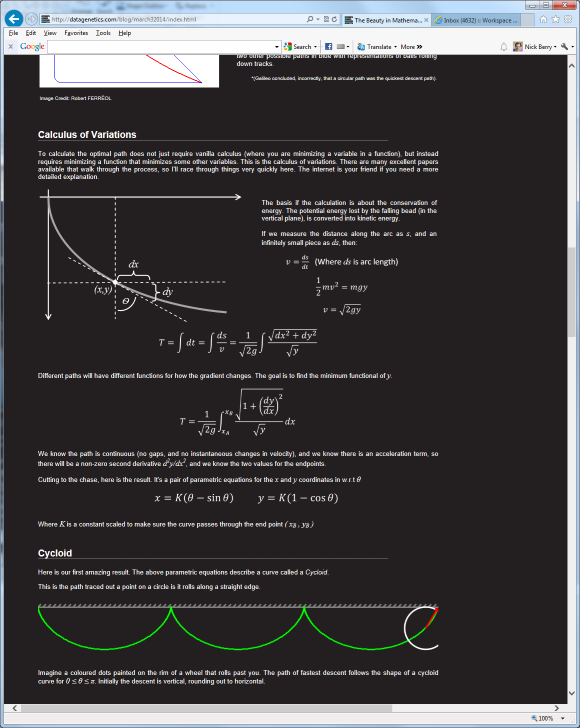 http://datagenetics.com/blog/march32014/index.html
The Beauty in Mathema...
Inbox (4632) :: Workspace ...
File Edit View Favorites Tools Help
Google
Search
Translate
More »
Nick Berry
two other possible paths in blue with representations of balls rolling
down tracks.
*(Galileo concluded, incorrectly, that a circular path was the quickest descent path).
Image Credit: Robert FERRÉOL
Calculus of Variations
To calculate the optimal path does not just require vanilla calculus (where you are minimizing a variable in a function), but instead
requires minimizing a function that minimizes some other variables. This is the calculus of variations. There are many excellent papers
available that walk through the process, so I'll race through things very quickly here. The internet is your friend if you need a more
detailed explanation.
The basis if the calculation is about the conservation of
energy. The potential energy lost by the falling bead (in the
vertical plane), is converted into kinetic energy.
If we measure the distance along the arc as s, and an
infinitely small piece as ds, then:
v = ds/dt (Where ds is arc length)
1/2 mv² = mgy
v = √2gy
dx
(x,y)
dy
Θ
T = ∫ dt = ∫ ds/v = 1/√2g ∫ √dx² + dy² / √y
Different paths will have different functions for how the gradient changes. The goal is to find the minimum functional of y.
T = 1/√2g ∫ x_A x_B √1 + (dy/dx)² / √y dx
We know the path is continuous (no gaps, and no instantaneous changes in velocity), and we know there is an acceleration term, so
there will be a non-zero second derivative d²y/dx², and we know the two values for the endpoints.
Cutting to the chase, here is the result. It's a pair of parametric equations for the x and y coordinates in w r t θ
x = K(θ − sin θ) y = K(1 − cos θ)
Where K is a constant scaled to make sure the curve passes through the end point ( x_B , y_B )
Cycloid
Here is our first amazing result. The above parametric equations describe a curve called a Cycloid.
This is the path traced out a point on a circle is it rolls along a straight edge.
Imagine a coloured dots painted on the rim of a wheel that rolls past you. The path of fastest descent follows the shape of a cycloid
curve for 0 ≤ θ ≤ π. Initially the descent is vertical, rounding out to horizontal.
100%